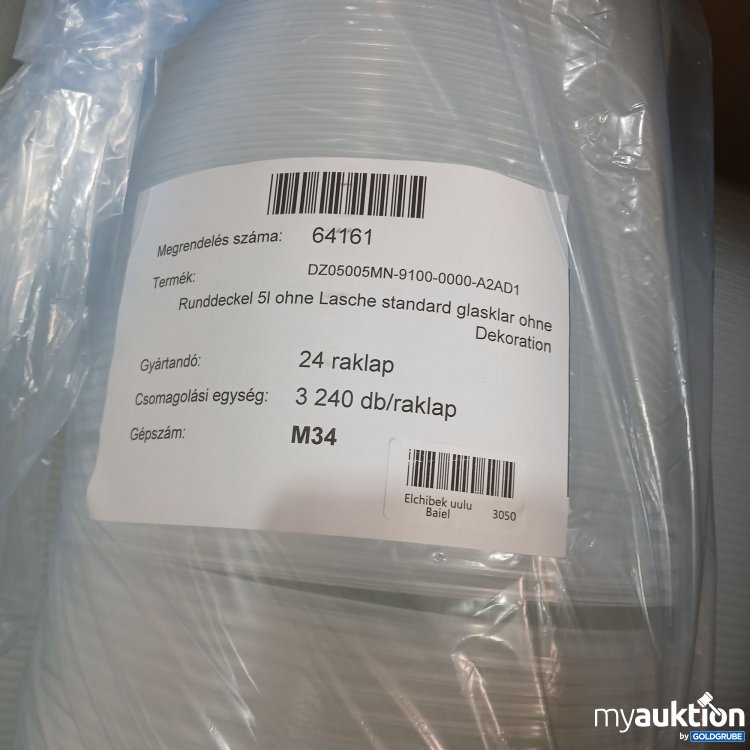 Megrendelés száma: 64161
Termék: DZ05005MN-9100-0000-A2AD1
Runddeckel 5l ohne Lasche standard glasklar ohne
Dekoration
Gyártandó: 24 raklap
Csomagolási egység: 3 240 db/raklap
Gépszám: M34
Elchibek uulu
Baiel 3050
myauktion
by GOLDGRUBE